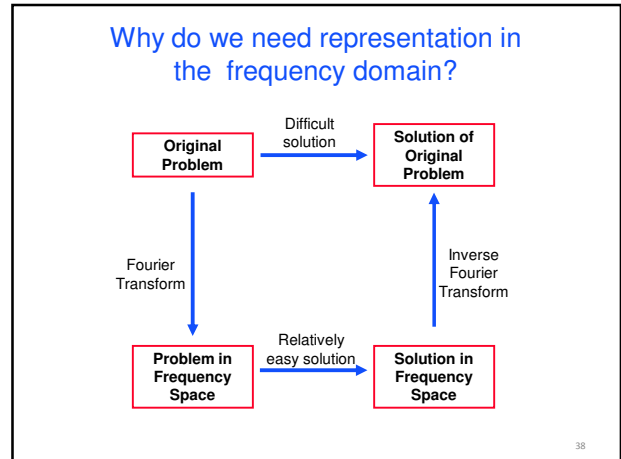 Why do we need representation in
the frequency domain?
Difficult
solution
Original
Problem
Solution of
Original
Problem
Fourier
Transform
Inverse
Fourier
Transform
Relatively
easy solution
Problem in
Frequency
Space
Solution in
Frequency
Space
38